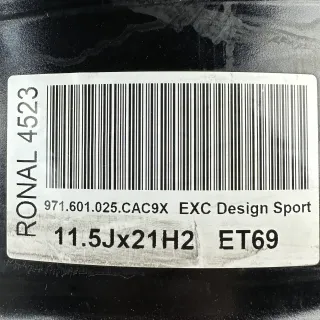 RONAL 4523
971.601.025.CAC9X EXC Design Sport
11.5Jx21H2 ET69